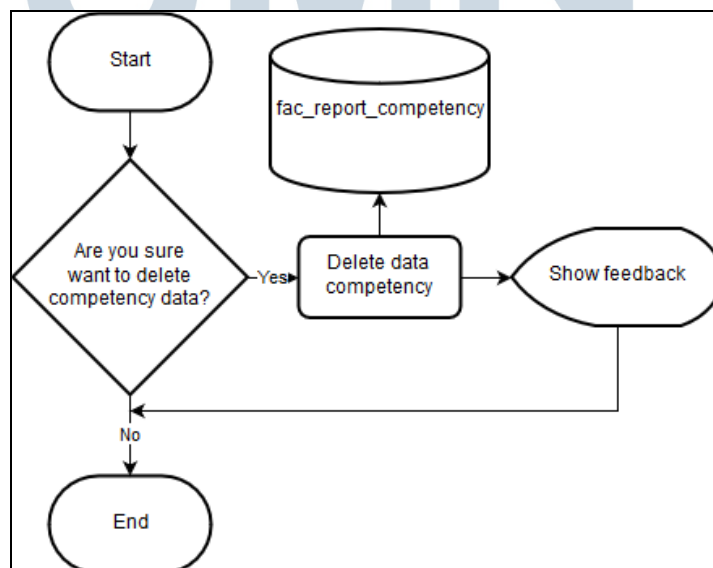 Start
fac_report_competency
Are you sure
want to delete
competency data?
Yes
Delete data
competency
Show feedback
No
End